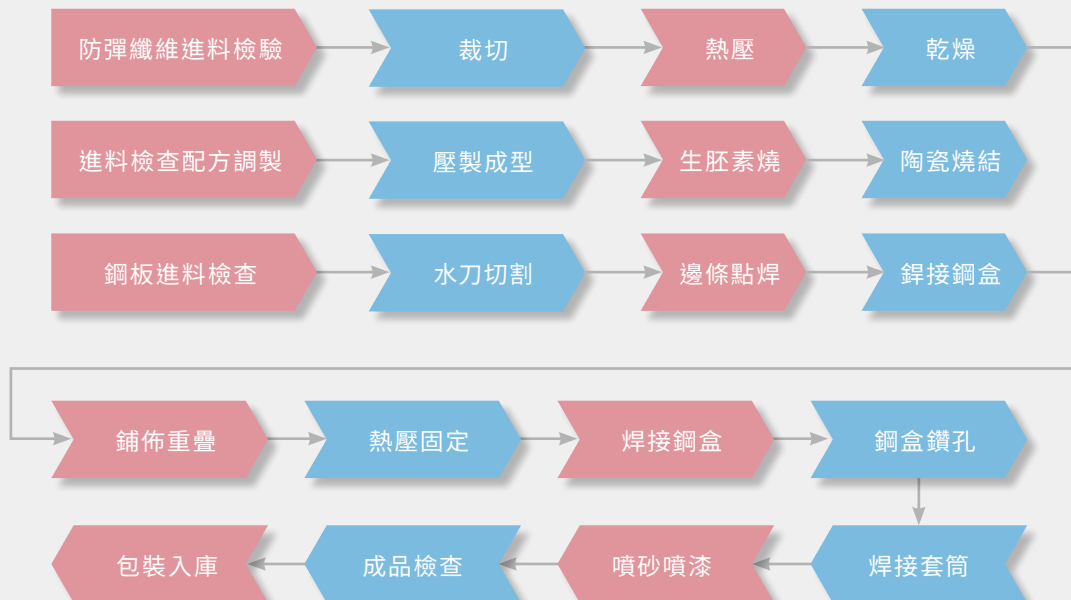 防彈纖維進料檢驗
裁切
熱壓
乾燥
進料檢查配方調製
壓製成型
生胚素燒
陶瓷燒結
鋼板進料檢查
水刀切割
邊條點焊
銲接鋼盒
鋪佈重疊
熱壓固定
焊接鋼盒
鋼盒鑽孔
包裝入庫
成品檢查
噴砂噴漆
焊接套筒